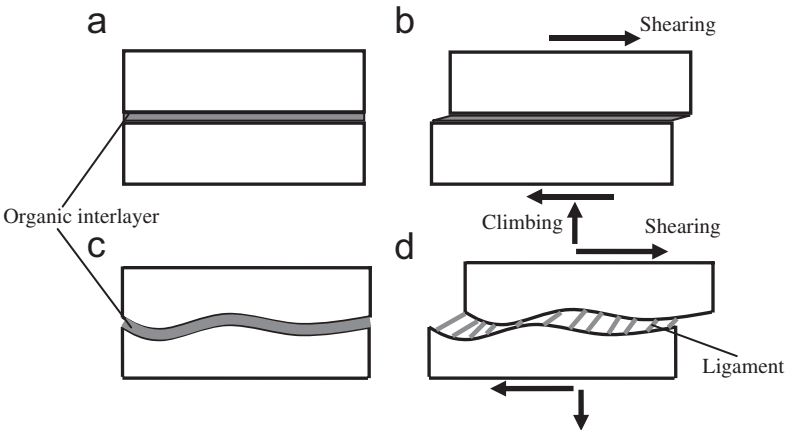 a
b
Shearing
Organic interlayer
Climbing
Shearing
c
d
Ligament